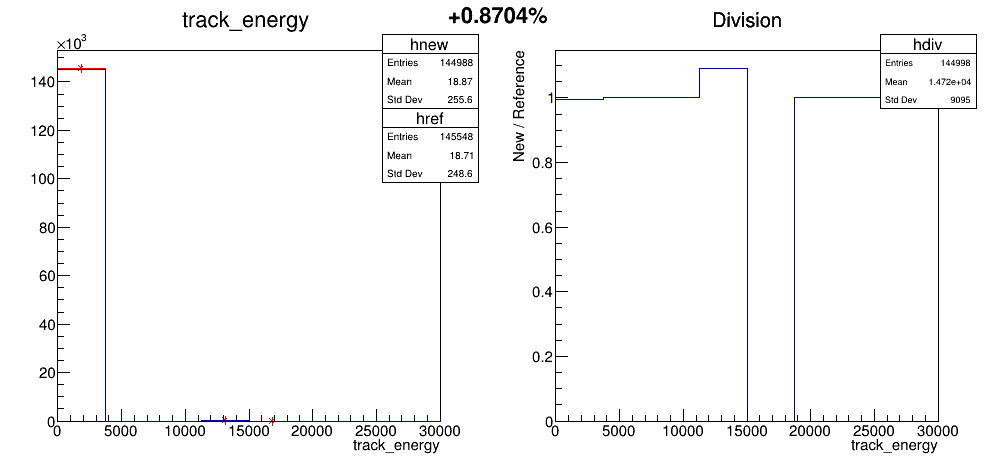 +0.8704%
track_energy
×10³
140
120
100
80
60
40
20
0
0 5000 10000 15000 20000 25000 30000
track_energy
hnew
Entries 144988
Mean 18.87
Std Dev 255.6
href
Entries 145548
Mean 18.71
Std Dev 248.6
Division
New / Reference
1
0.8
0.6
0.4
0.2
0
0 5000 10000 15000 20000 25000 30000
track_energy
hdiv
Entries 144998
Mean 1.472e+04
Std Dev 9095